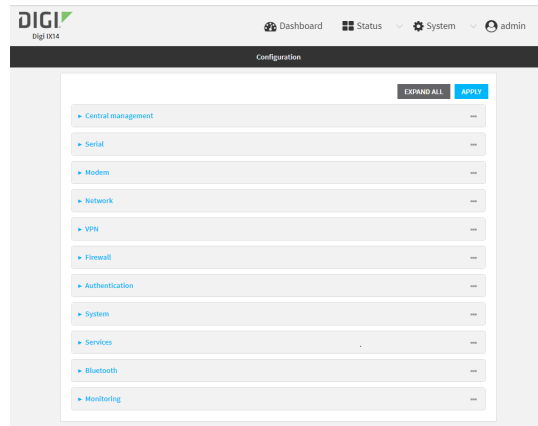 DIGI
Digi IX14
Dashboard Status System admin
Configuration
EXPAND ALL APPLY
Central management
Serial
Modem
Network
VPN
Firewall
Authentication
System
Services
Bluetooth
Monitoring